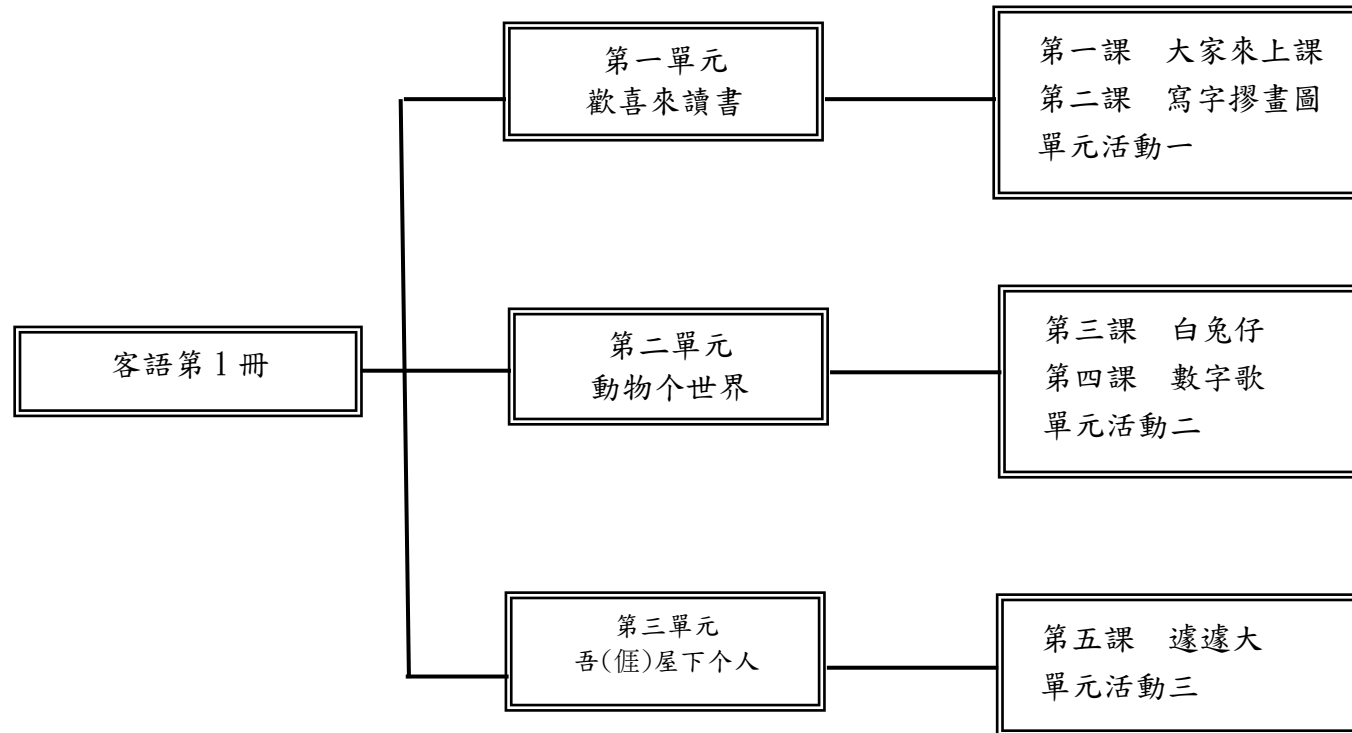 客語第 1 冊
第一單元
歡喜來讀書
第一課　大家來上課
第二課　寫字摎畫圖
單元活動一
第二單元
動物个世界
第三課　白兔仔
第四課　數字歌
單元活動二
第三單元
吾(𠊎)屋下个人
第五課　遽遽大
單元活動三